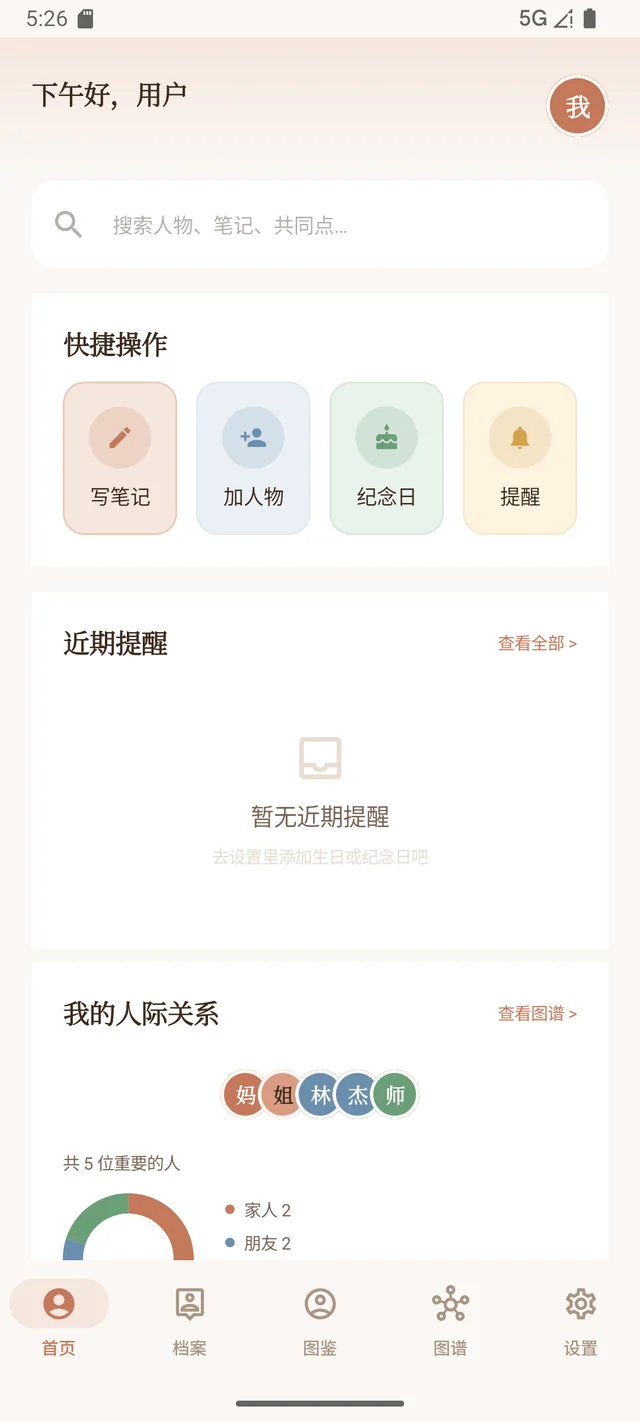 5:26 5G
下午好，用户
我
搜索人物、笔记、共同点...
快捷操作
写笔记 加人物 纪念日 提醒
近期提醒 查看全部 >
暂无近期提醒
去设置里添加生日或纪念日吧
我的人际关系 查看图谱 >
妈 姐 林 杰 师
共 5 位重要的人
家人 2
朋友 2
首页 档案 图鉴 图谱 设置